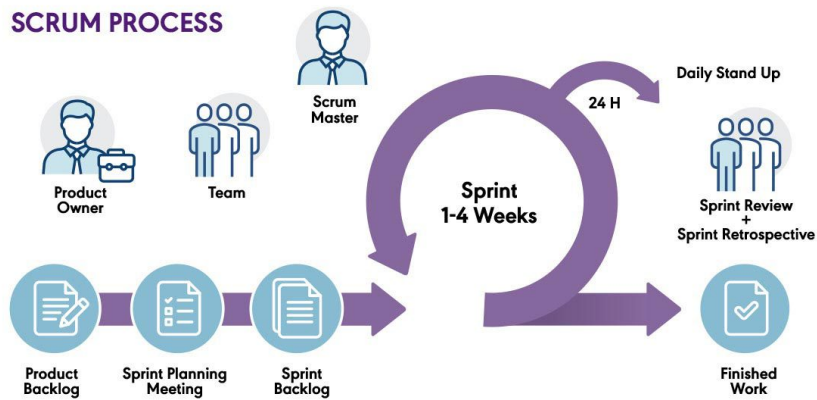 SCRUM PROCESS
Scrum
Master
Product
Owner
Team
24 H
Daily Stand Up
Sprint
1-4 Weeks
Sprint Review
+
Sprint Retrospective
Product
Backlog
Sprint Planning
Meeting
Sprint
Backlog
Finished
Work